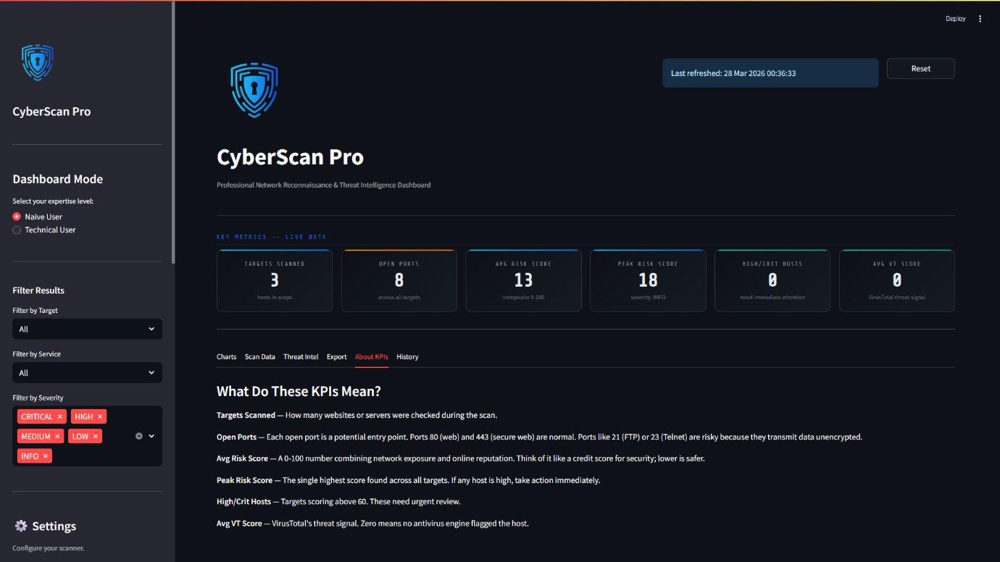 CyberScan Pro
Dashboard Mode
Select your expertise level:
Naive User
Technical User
Filter Results
Filter by Target
All
Filter by Service
All
Filter by Severity
CRITICAL × HIGH ×
MEDIUM × LOW ×
INFO ×
Settings
Configure your scanner.
Deploy
Last refreshed: 28 Mar 2026 00:36:33
Reset
CyberScan Pro
Professional Network Reconnaissance & Threat Intelligence Dashboard
KEY METRICS -- LIVE DATA
TARGETS SCANNED
3
hosts in scope
OPEN PORTS
8
across all targets
AVG RISK SCORE
13
composite 0-100
PEAK RISK SCORE
18
severity: INFO
HIGH/CRIT HOSTS
0
need immediate attention
AVG VT SCORE
0
VirusTotal threat signal
Charts Scan Data Threat Intel Export About KPIs History
What Do These KPIs Mean?
Targets Scanned — How many websites or servers were checked during the scan.
Open Ports — Each open port is a potential entry point. Ports 80 (web) and 443 (secure web) are normal. Ports like 21 (FTP) or 23 (Telnet) are risky because they transmit data unencrypted.
Avg Risk Score — A 0-100 number combining network exposure and online reputation. Think of it like a credit score for security; lower is safer.
Peak Risk Score — The single highest score found across all targets. If any host is high, take action immediately.
High/Crit Hosts — Targets scoring above 60. These need urgent review.
Avg VT Score — VirusTotal's threat signal. Zero means no antivirus engine flagged the host.